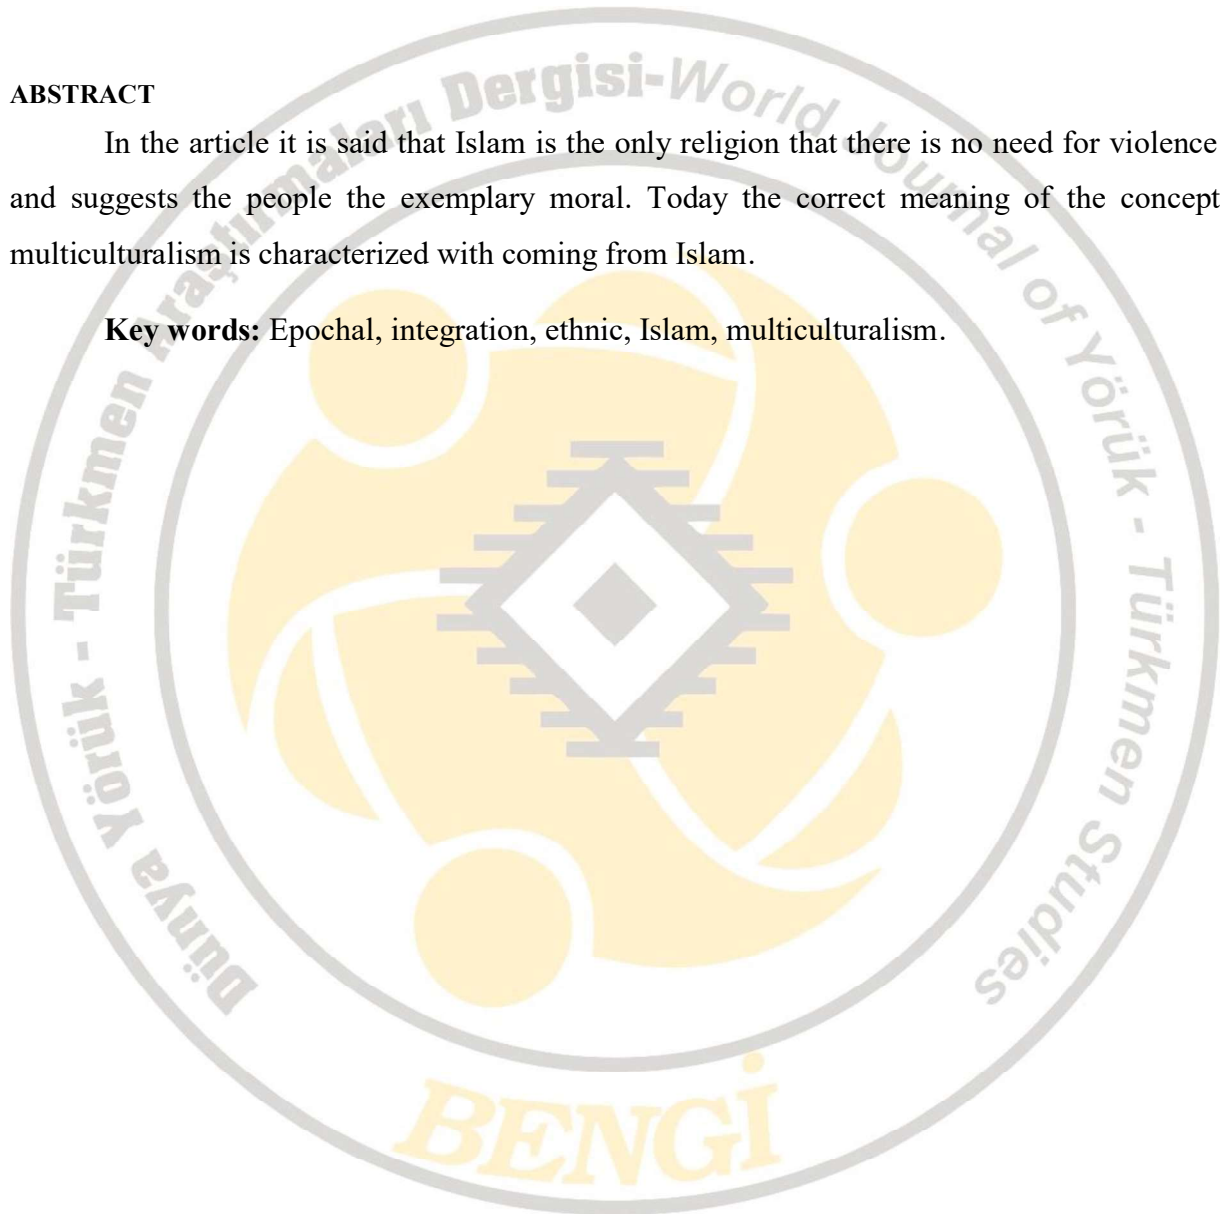 ABSTRACT
In the article it is said that Islam is the only religion that there is no need for violence
and suggests the people the exemplary moral. Today the correct meaning of the concept
multiculturalism is characterized with coming from Islam.
Key words: Epochal, integration, ethnic, Islam, multiculturalism.
Dünya Yörük - Türkmen Araştırmaları Dergisi-World Journal of Yörük - Türkmen Studies
BENGİ